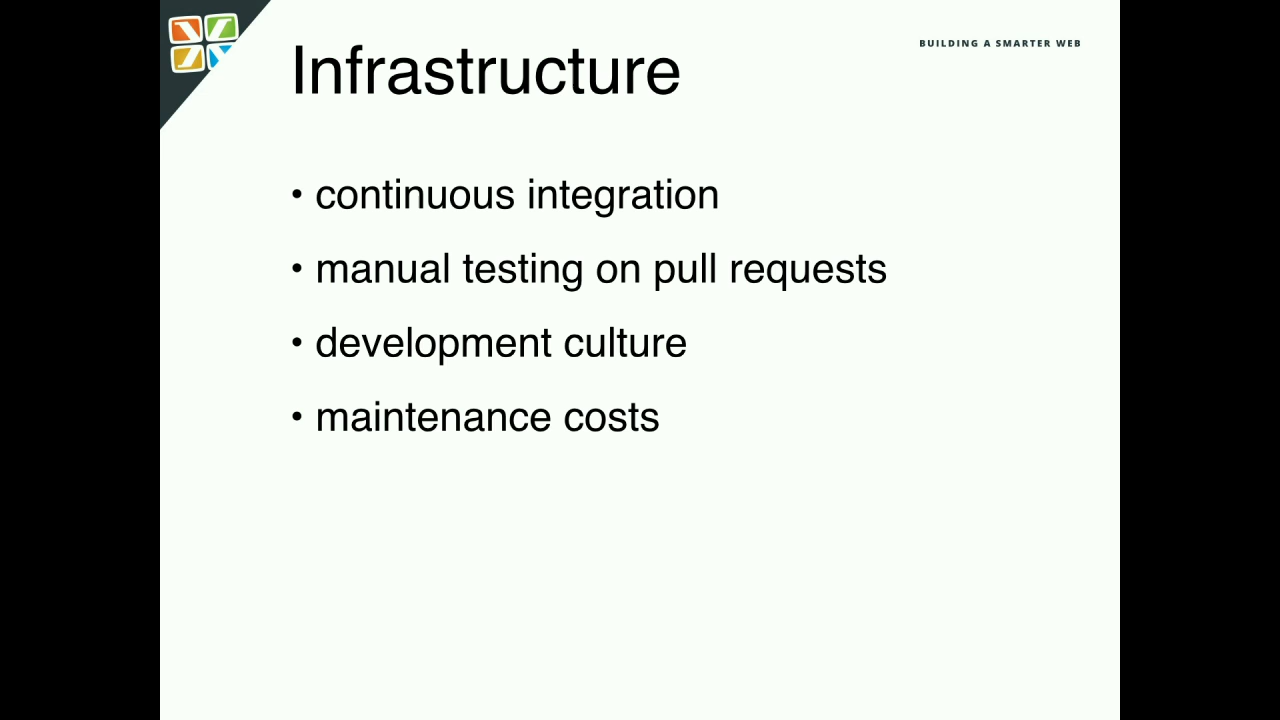 BUILDING A SMARTER WEB
Infrastructure
• continuous integration
• manual testing on pull requests
• development culture
• maintenance costs